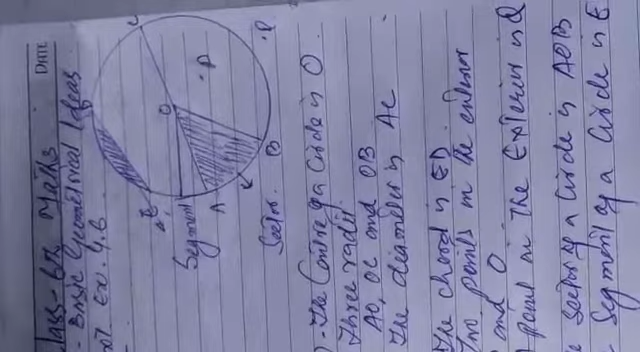 DATE
lass- 6th Maths
- Basic Geometrical Ideas
Ex. 4.6
C
P
Q
O
B
A
E
Segment
Sector.
)- The Centre of a Circle is O.
Three radii
AO, OC and OB
The diameter is AC
The chord is ED
Two points in the
and O
point in the Exterior is Q
Sector of a Circle is AOB
Segment of a Circle is E